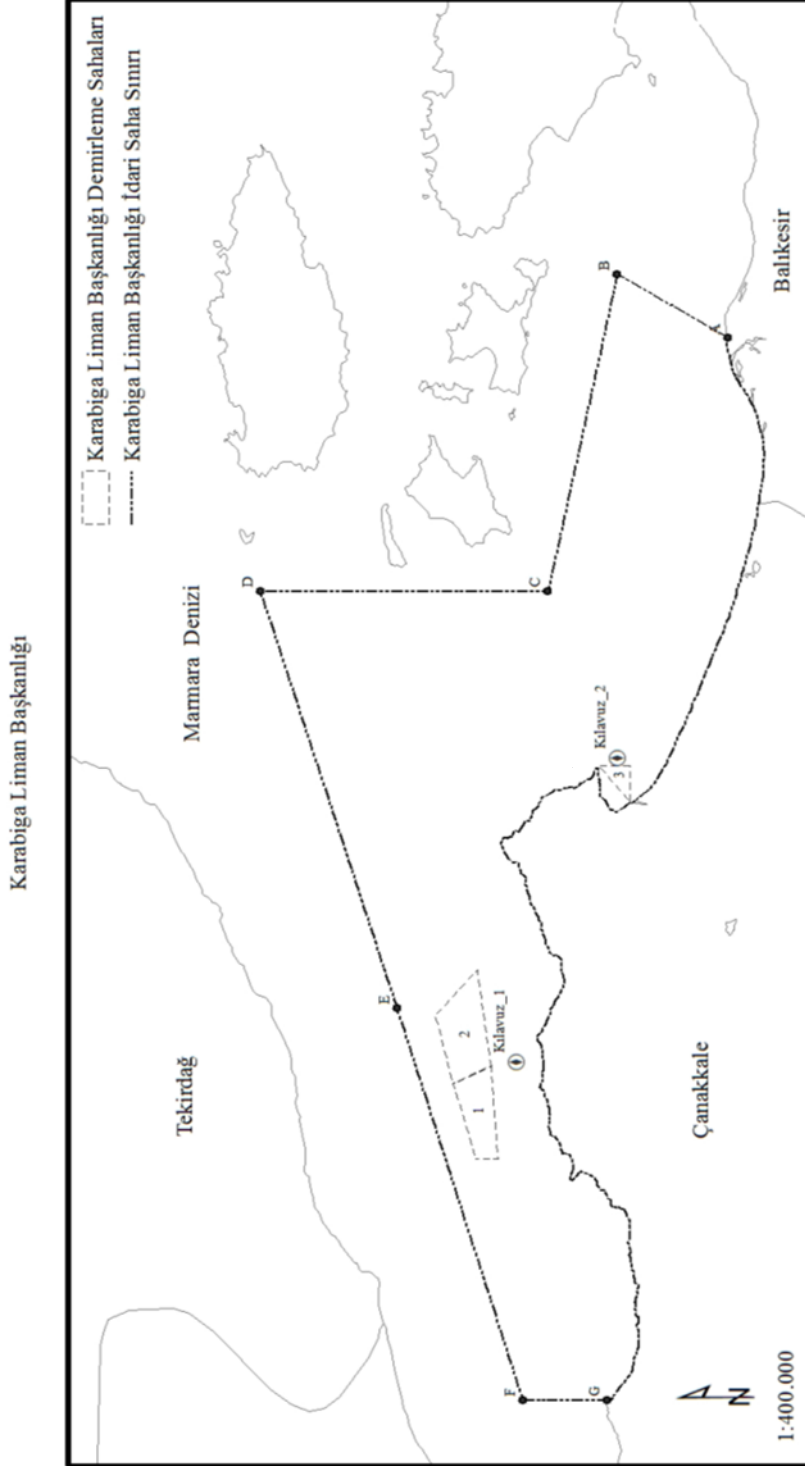 Karabiga Liman Başkanlığı
Karabiga Liman Başkanlığı Demirleme Sahaları
Karabiga Liman Başkanlığı İdari Saha Sınırı
Tekirdağ
Marmara Denizi
D
E
F
G
C
B
A
1
2
Kılavuz_1
Kılavuz_2
3
Çanakkale
Balıkesir
N
1:400.000